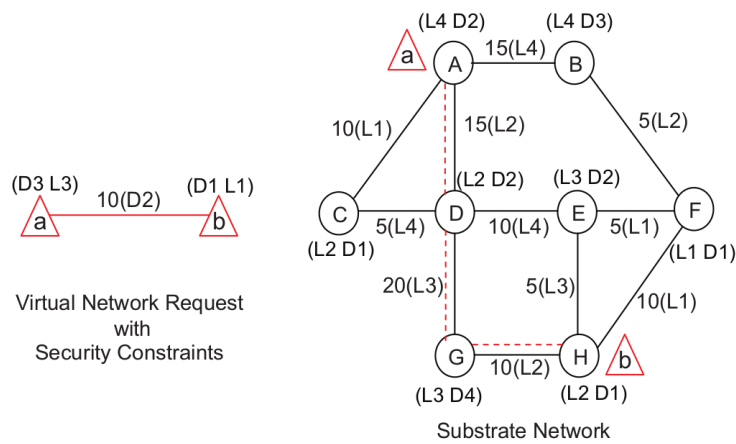 (L4 D2)
(L4 D3)
a
A
15(L4)
B
10(L1)
15(L2)
5(L2)
(D3 L3)
10(D2)
(D1 L1)
a
b
(L2 D2)
(L3 D2)
C
5(L4)
D
10(L4)
E
5(L1)
F
(L2 D1)
(L1 D1)
20(L3)
5(L3)
10(L1)
Virtual Network Request
with
Security Constraints
G
10(L2)
H
b
(L3 D4)
(L2 D1)
Substrate Network